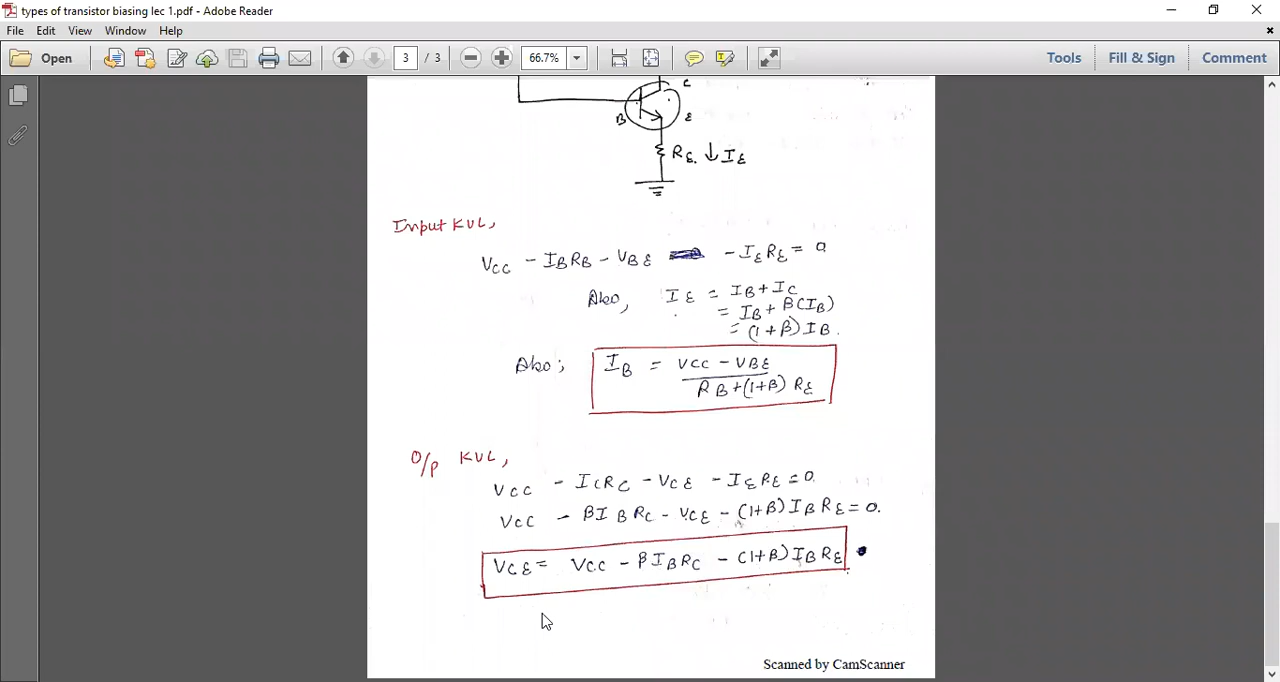 types of transistor biasing lec 1.pdf - Adobe Reader
File Edit View Window Help
Open 3 / 3 66.7% Tools Fill & Sign Comment
C
B E
RE. ↓ IE
Input KVL,
VCC - IBRB - VBE - IERE = 0
Also, IE = IB + IC
= IB + β(IB)
= (1+β) IB.
Also; IB = VCC - VBE
RB+(1+β) RE
O/p KVL,
VCC - ICRC - VCE - IERE = 0.
VCC - βIBRC - VCE - (1+β)IBRE = 0.
VCE = VCC - βIBRC - (1+β)IBRE
Scanned by CamScanner